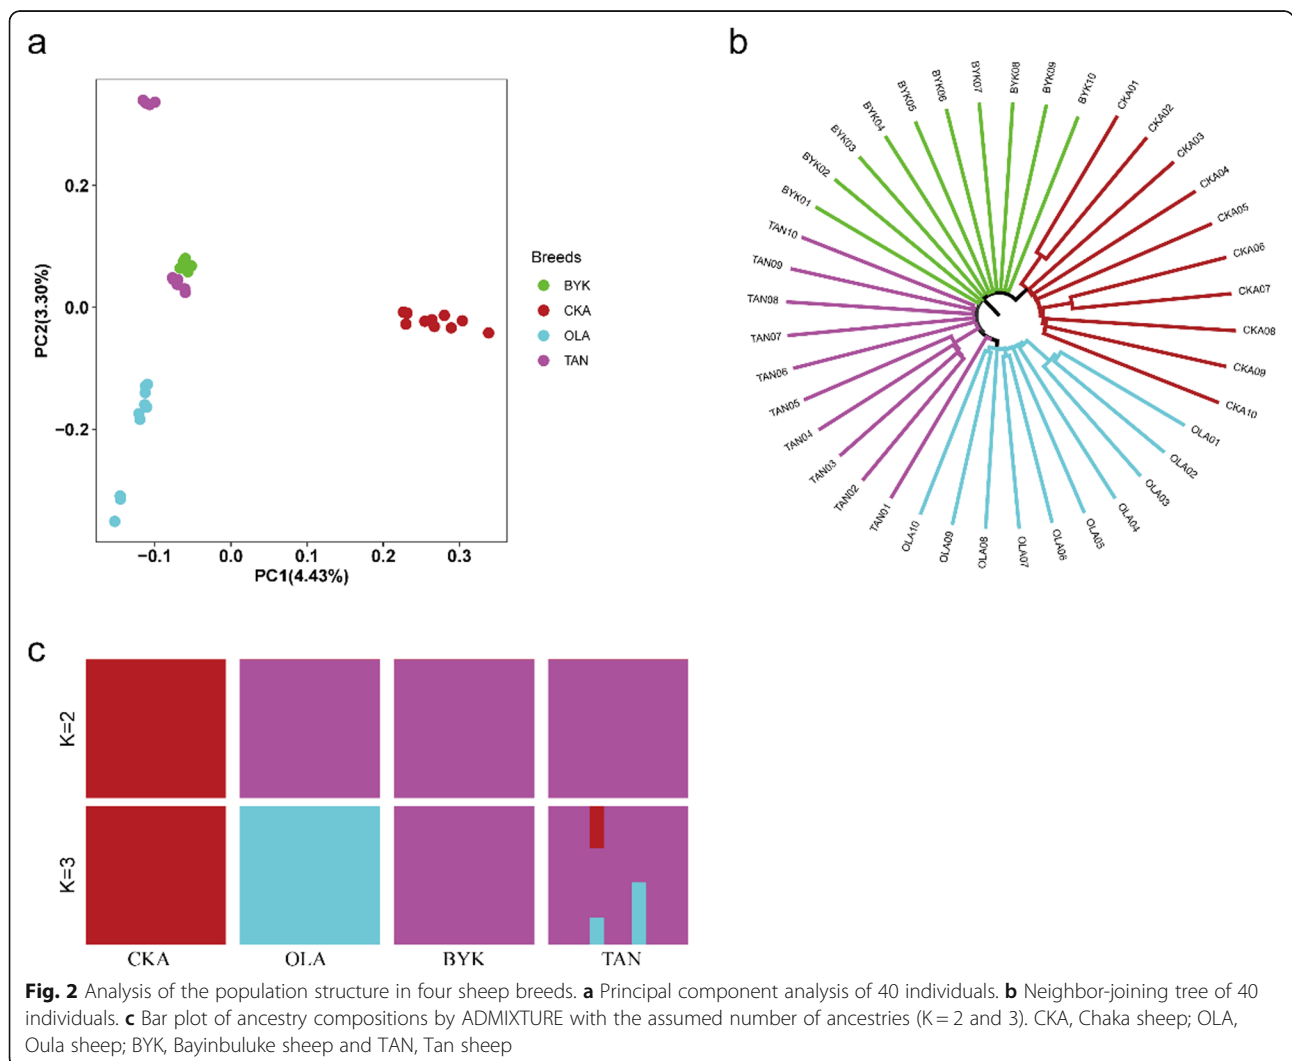 a
0.2
0.0
−0.2
PC2(3.30%)
−0.1
0.0
0.1
0.2
0.3
PC1(4.43%)
Breeds
BYK
CKA
OLA
TAN
b
BYK01
BYK02
BYK03
BYK04
BYK05
BYK06
BYK07
BYK08
BYK09
BYK10
CKA01
CKA02
CKA03
CKA04
CKA05
CKA06
CKA07
CKA08
CKA09
CKA10
OLA01
OLA02
OLA03
OLA04
OLA05
OLA06
OLA07
OLA08
OLA09
OLA10
TAN01
TAN02
TAN03
TAN04
TAN05
TAN06
TAN07
TAN08
TAN09
TAN10
c
K=2
K=3
CKA
OLA
BYK
TAN
Fig. 2 Analysis of the population structure in four sheep breeds. a Principal component analysis of 40 individuals. b Neighbor-joining tree of 40
individuals. c Bar plot of ancestry compositions by ADMIXTURE with the assumed number of ancestries (K = 2 and 3). CKA, Chaka sheep; OLA,
Oula sheep; BYK, Bayinbuluke sheep and TAN, Tan sheep